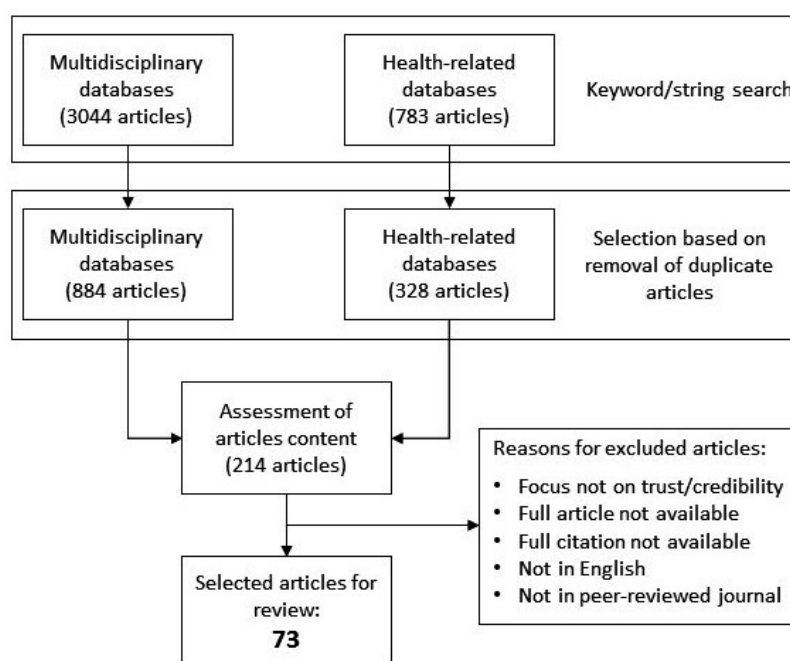 Multidisciplinary
databases
(3044 articles)
Health-related
databases
(783 articles)
Keyword/string search
Multidisciplinary
databases
(884 articles)
Health-related
databases
(328 articles)
Selection based on
removal of duplicate
articles
Assessment of
articles content
(214 articles)
Reasons for excluded articles:
• Focus not on trust/credibility
• Full article not available
• Full citation not available
• Not in English
• Not in peer-reviewed journal
Selected articles for
review:
73